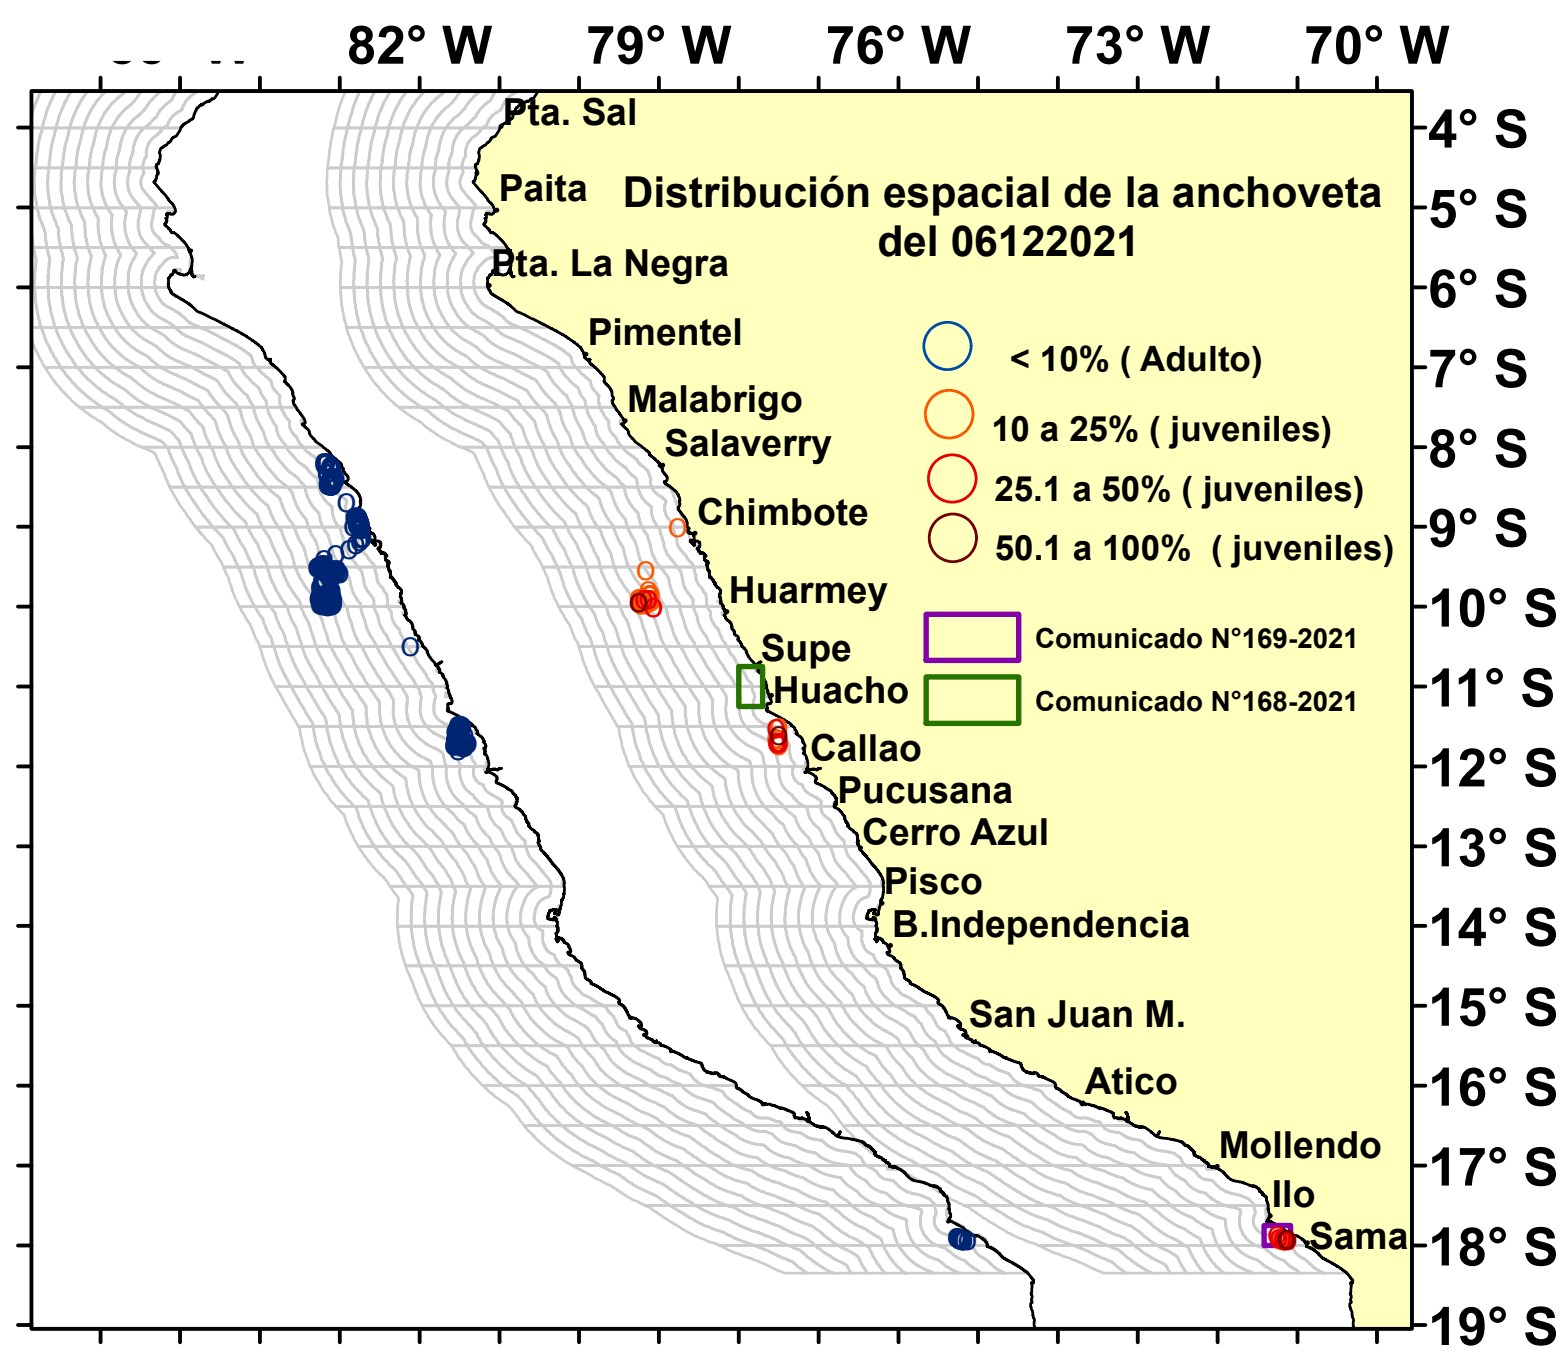 82° W 79° W 76° W 73° W 70° W
Pta. Sal
4° S
Paita
Distribución espacial de la anchoveta
del 06122021
5° S
Pta. La Negra
6° S
Pimentel
< 10% ( Adulto)
7° S
Malabrigo
10 a 25% ( juveniles)
Salaverry
8° S
25.1 a 50% ( juveniles)
Chimbote
9° S
50.1 a 100% ( juveniles)
Huarmey
10° S
Supe
Comunicado N°169-2021
Huacho
11° S
Comunicado N°168-2021
Callao
12° S
Pucusana
Cerro Azul
13° S
Pisco
B.Independencia
14° S
San Juan M.
15° S
Atico
16° S
Mollendo
17° S
Ilo
Sama
18° S
19° S